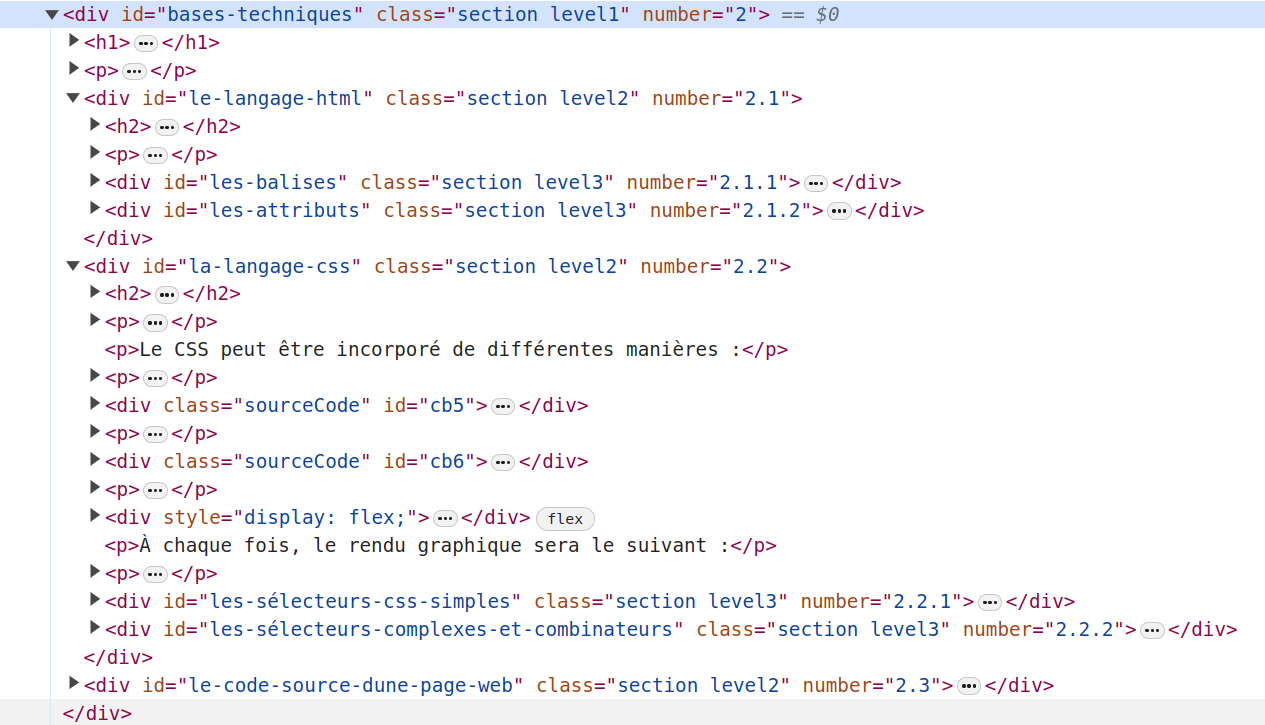 ▼<div id="bases-techniques" class="section level1" number="2"> == $0
▶<h1>…</h1>
▶<p>…</p>
▼<div id="le-langage-html" class="section level2" number="2.1">
▶<h2>…</h2>
▶<p>…</p>
▶<div id="les-balises" class="section level3" number="2.1.1">…</div>
▶<div id="les-attributs" class="section level3" number="2.1.2">…</div>
</div>
▼<div id="la-langage-css" class="section level2" number="2.2">
▶<h2>…</h2>
▶<p>…</p>
<p>Le CSS peut être incorporé de différentes manières :</p>
▶<p>…</p>
▶<div class="sourceCode" id="cb5">…</div>
▶<p>…</p>
▶<div class="sourceCode" id="cb6">…</div>
▶<p>…</p>
▶<div style="display: flex;">…</div> flex
<p>À chaque fois, le rendu graphique sera le suivant :</p>
▶<p>…</p>
▶<div id="les-sélecteurs-css-simples" class="section level3" number="2.2.1">…</div>
▶<div id="les-sélecteurs-complexes-et-combinateurs" class="section level3" number="2.2.2">…</div>
</div>
▶<div id="le-code-source-dune-page-web" class="section level2" number="2.3">…</div>
</div>